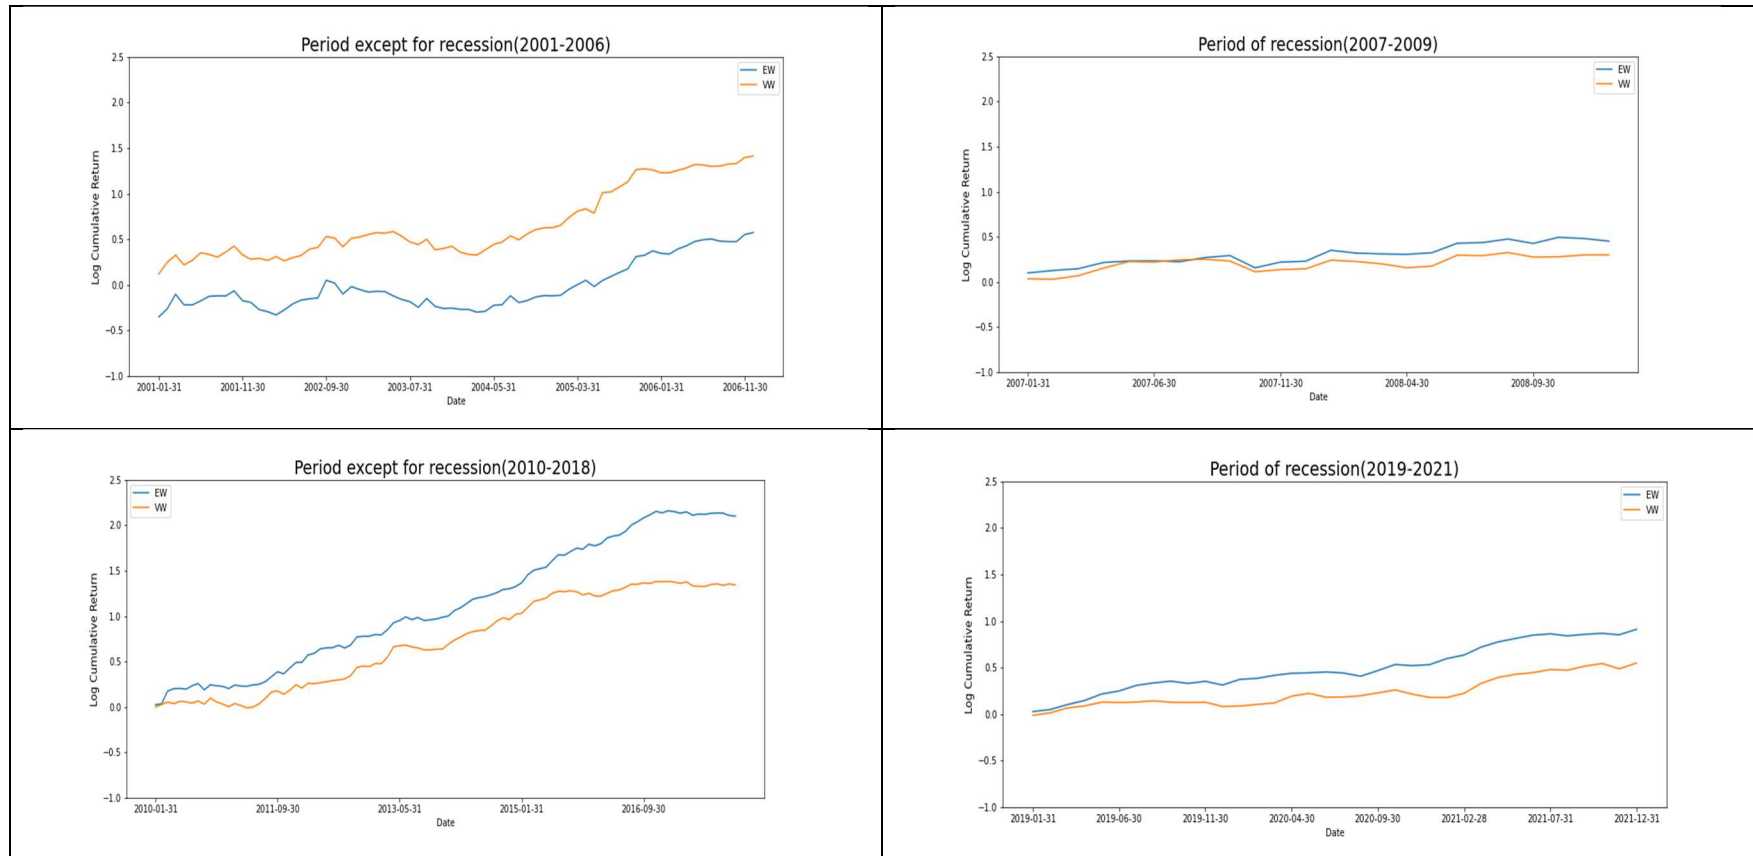 Period except for recession(2001-2006)
EW
VW
Log Cumulative Return
2.5
2.0
1.5
1.0
0.5
0.0
−0.5
−1.0
2001-01-31 2001-11-30 2002-09-30 2003-07-31 2004-05-31 2005-03-31 2006-01-31 2006-11-30
Date
Period of recession(2007-2009)
EW
VW
Log Cumulative Return
2.5
2.0
1.5
1.0
0.5
0.0
−0.5
−1.0
2007-01-31 2007-06-30 2007-11-30 2008-04-30 2008-09-30
Date
Period except for recession(2010-2018)
EW
VW
Log Cumulative Return
2.5
2.0
1.5
1.0
0.5
0.0
−0.5
−1.0
2010-01-31 2011-09-30 2013-05-31 2015-01-31 2016-09-30
Date
Period of recession(2019-2021)
EW
VW
Log Cumulative Return
2.5
2.0
1.5
1.0
0.5
0.0
−0.5
−1.0
2019-01-31 2019-06-30 2019-11-30 2020-04-30 2020-09-30 2021-02-28 2021-07-31 2021-12-31
Date